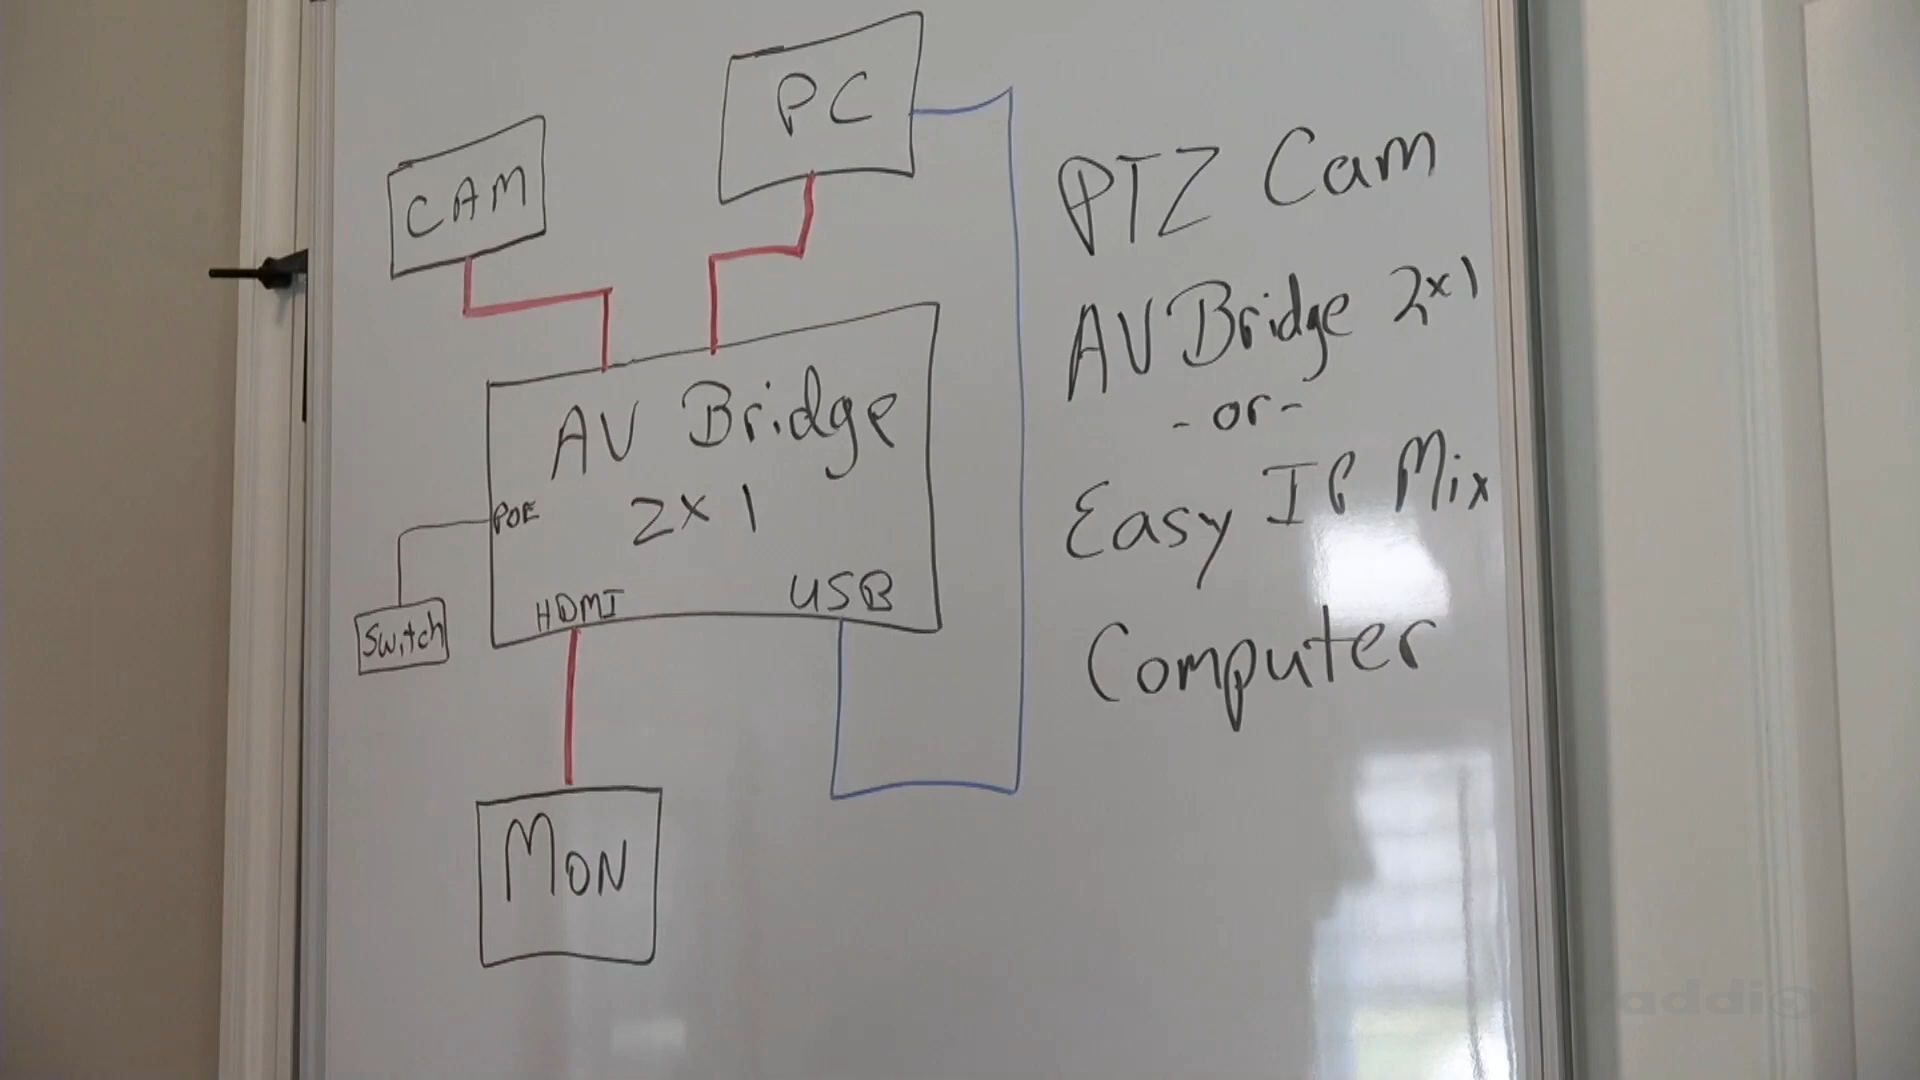 PC
CAM
PTZ Cam
AV Bridge 2x1
-or-
Easy IP Mix
Computer
AV Bridge
2x1
POE
HDMI
USB
Switch
MON